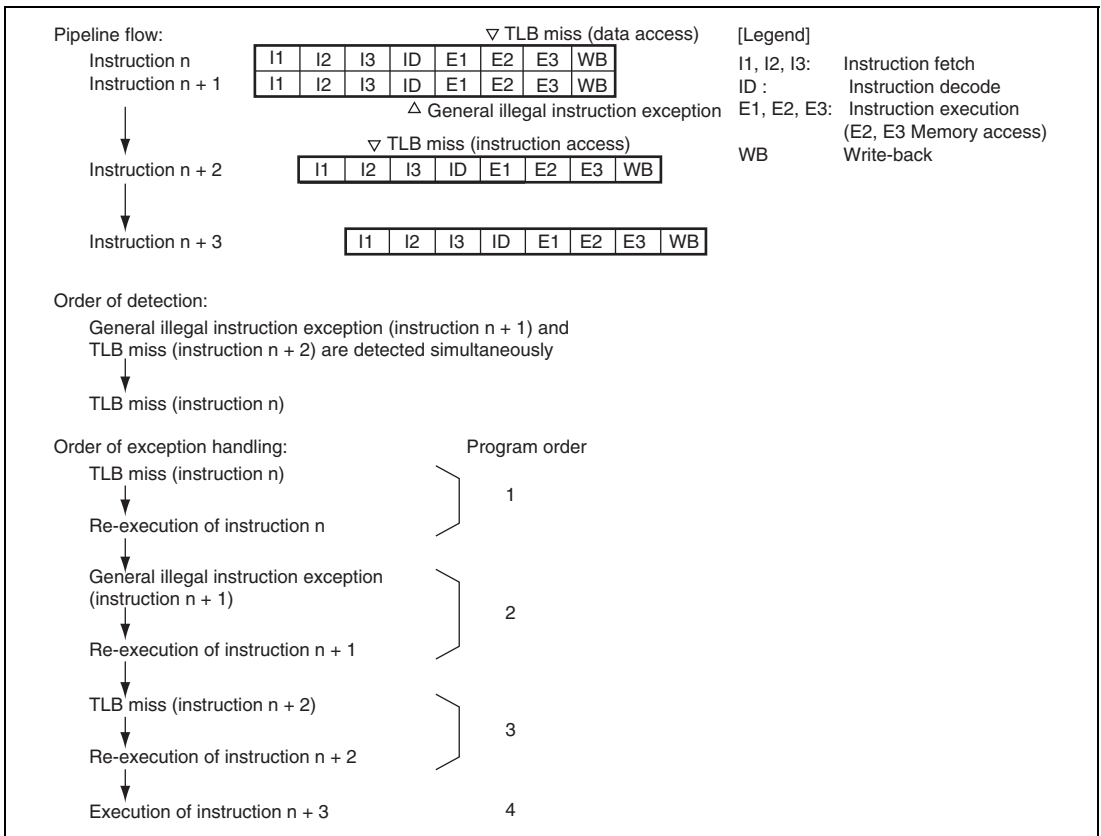 Pipeline flow:
▽ TLB miss (data access)
Instruction n I1 I2 I3 ID E1 E2 E3 WB
Instruction n + 1 I1 I2 I3 ID E1 E2 E3 WB
△ General illegal instruction exception
▽ TLB miss (instruction access)
Instruction n + 2 I1 I2 I3 ID E1 E2 E3 WB
Instruction n + 3 I1 I2 I3 ID E1 E2 E3 WB
[Legend]
I1, I2, I3: Instruction fetch
ID : Instruction decode
E1, E2, E3: Instruction execution
(E2, E3 Memory access)
WB Write-back
Order of detection:
General illegal instruction exception (instruction n + 1) and
TLB miss (instruction n + 2) are detected simultaneously
TLB miss (instruction n)
Order of exception handling: Program order
TLB miss (instruction n)
1
Re-execution of instruction n
General illegal instruction exception
(instruction n + 1)
2
Re-execution of instruction n + 1
TLB miss (instruction n + 2)
3
Re-execution of instruction n + 2
Execution of instruction n + 3 4